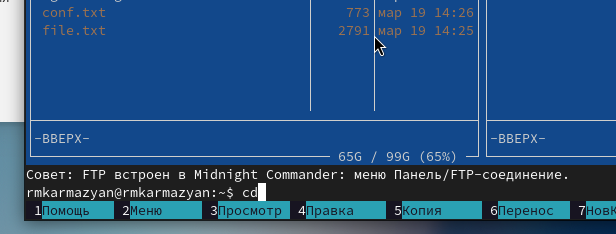 conf.txt 773 мар 19 14:26
file.txt 2791 мар 19 14:25
-ВВЕРХ- -ВВЕРХ-
65G / 99G (65%)
Совет: FTP встроен в Midnight Commander: меню Панель/FTP-соединение.
rmkarmazyan@rmkarmazyan:~$ cd
1Помощь 2Меню 3Просмотр 4Правка 5Копия 6Перенос 7НовК